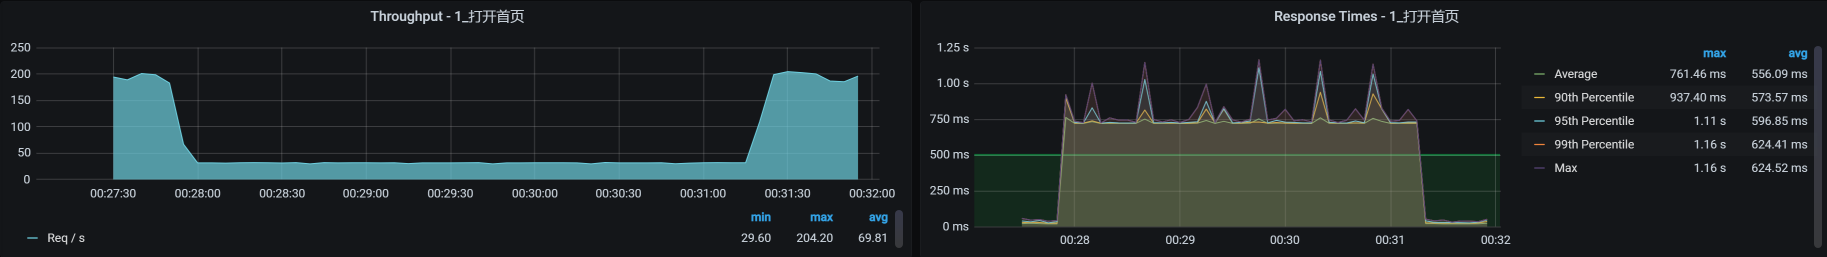 Throughput - 1_打开首页
250
200
150
100
50
0
00:27:30 00:28:00 00:28:30 00:29:00 00:29:30 00:30:00 00:30:30 00:31:00 00:31:30 00:32:00
min max avg
Req / s 29.60 204.20 69.81
Response Times - 1_打开首页
1.25 s
1.00 s
750 ms
500 ms
250 ms
0 ms
00:28 00:29 00:30 00:31 00:32
max avg
Average 761.46 ms 556.09 ms
90th Percentile 937.40 ms 573.57 ms
95th Percentile 1.11 s 596.85 ms
99th Percentile 1.16 s 624.41 ms
Max 1.16 s 624.52 ms